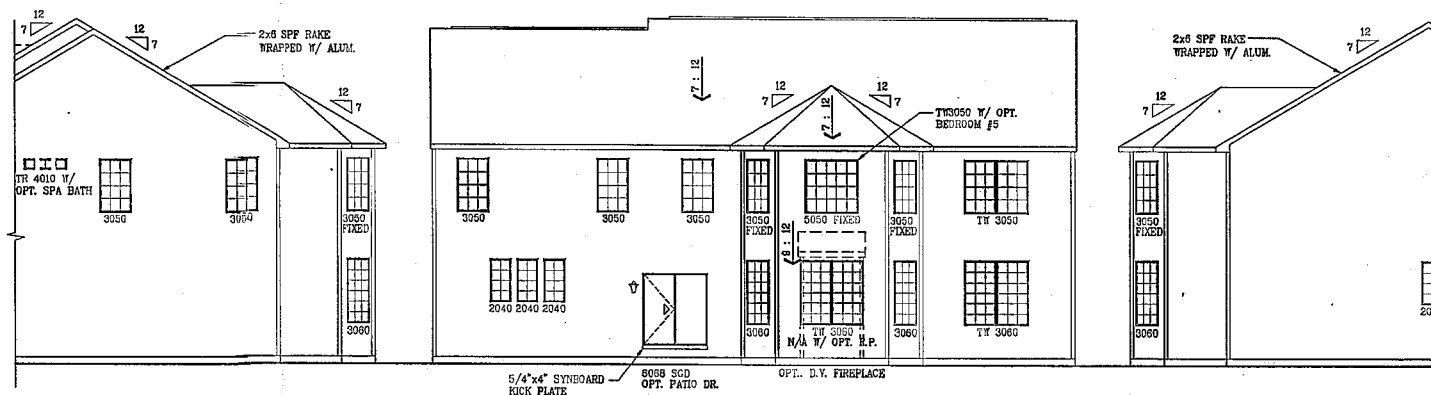 12
7
12
7
2x6 SPF RAKE
WRAPPED W/ ALUM.
12
7
TR 4010 W/
OPT. SPA BATH
3050
3050
3050
FIXED
3060
7 : 12
12
7
7 : 12
12
7
TW3050 W/ OPT.
BEDROOM #5
3050
3050
3050
3050
FIXED
5050 FIXED
3050
FIXED
TW 3050
9 : 12
2040 2040 2040
3060
TW 3060
N/A W/ OPT. F.P.
3060
TW 3060
5/4"x4" SYNBOARD
KICK PLATE
6068 SGD
OPT. PATIO DR.
OPT. D.V. FIREPLACE
2x6 SPF RAKE
WRAPPED W/ ALUM.
12
7
12
7
3050
FIXED
3060